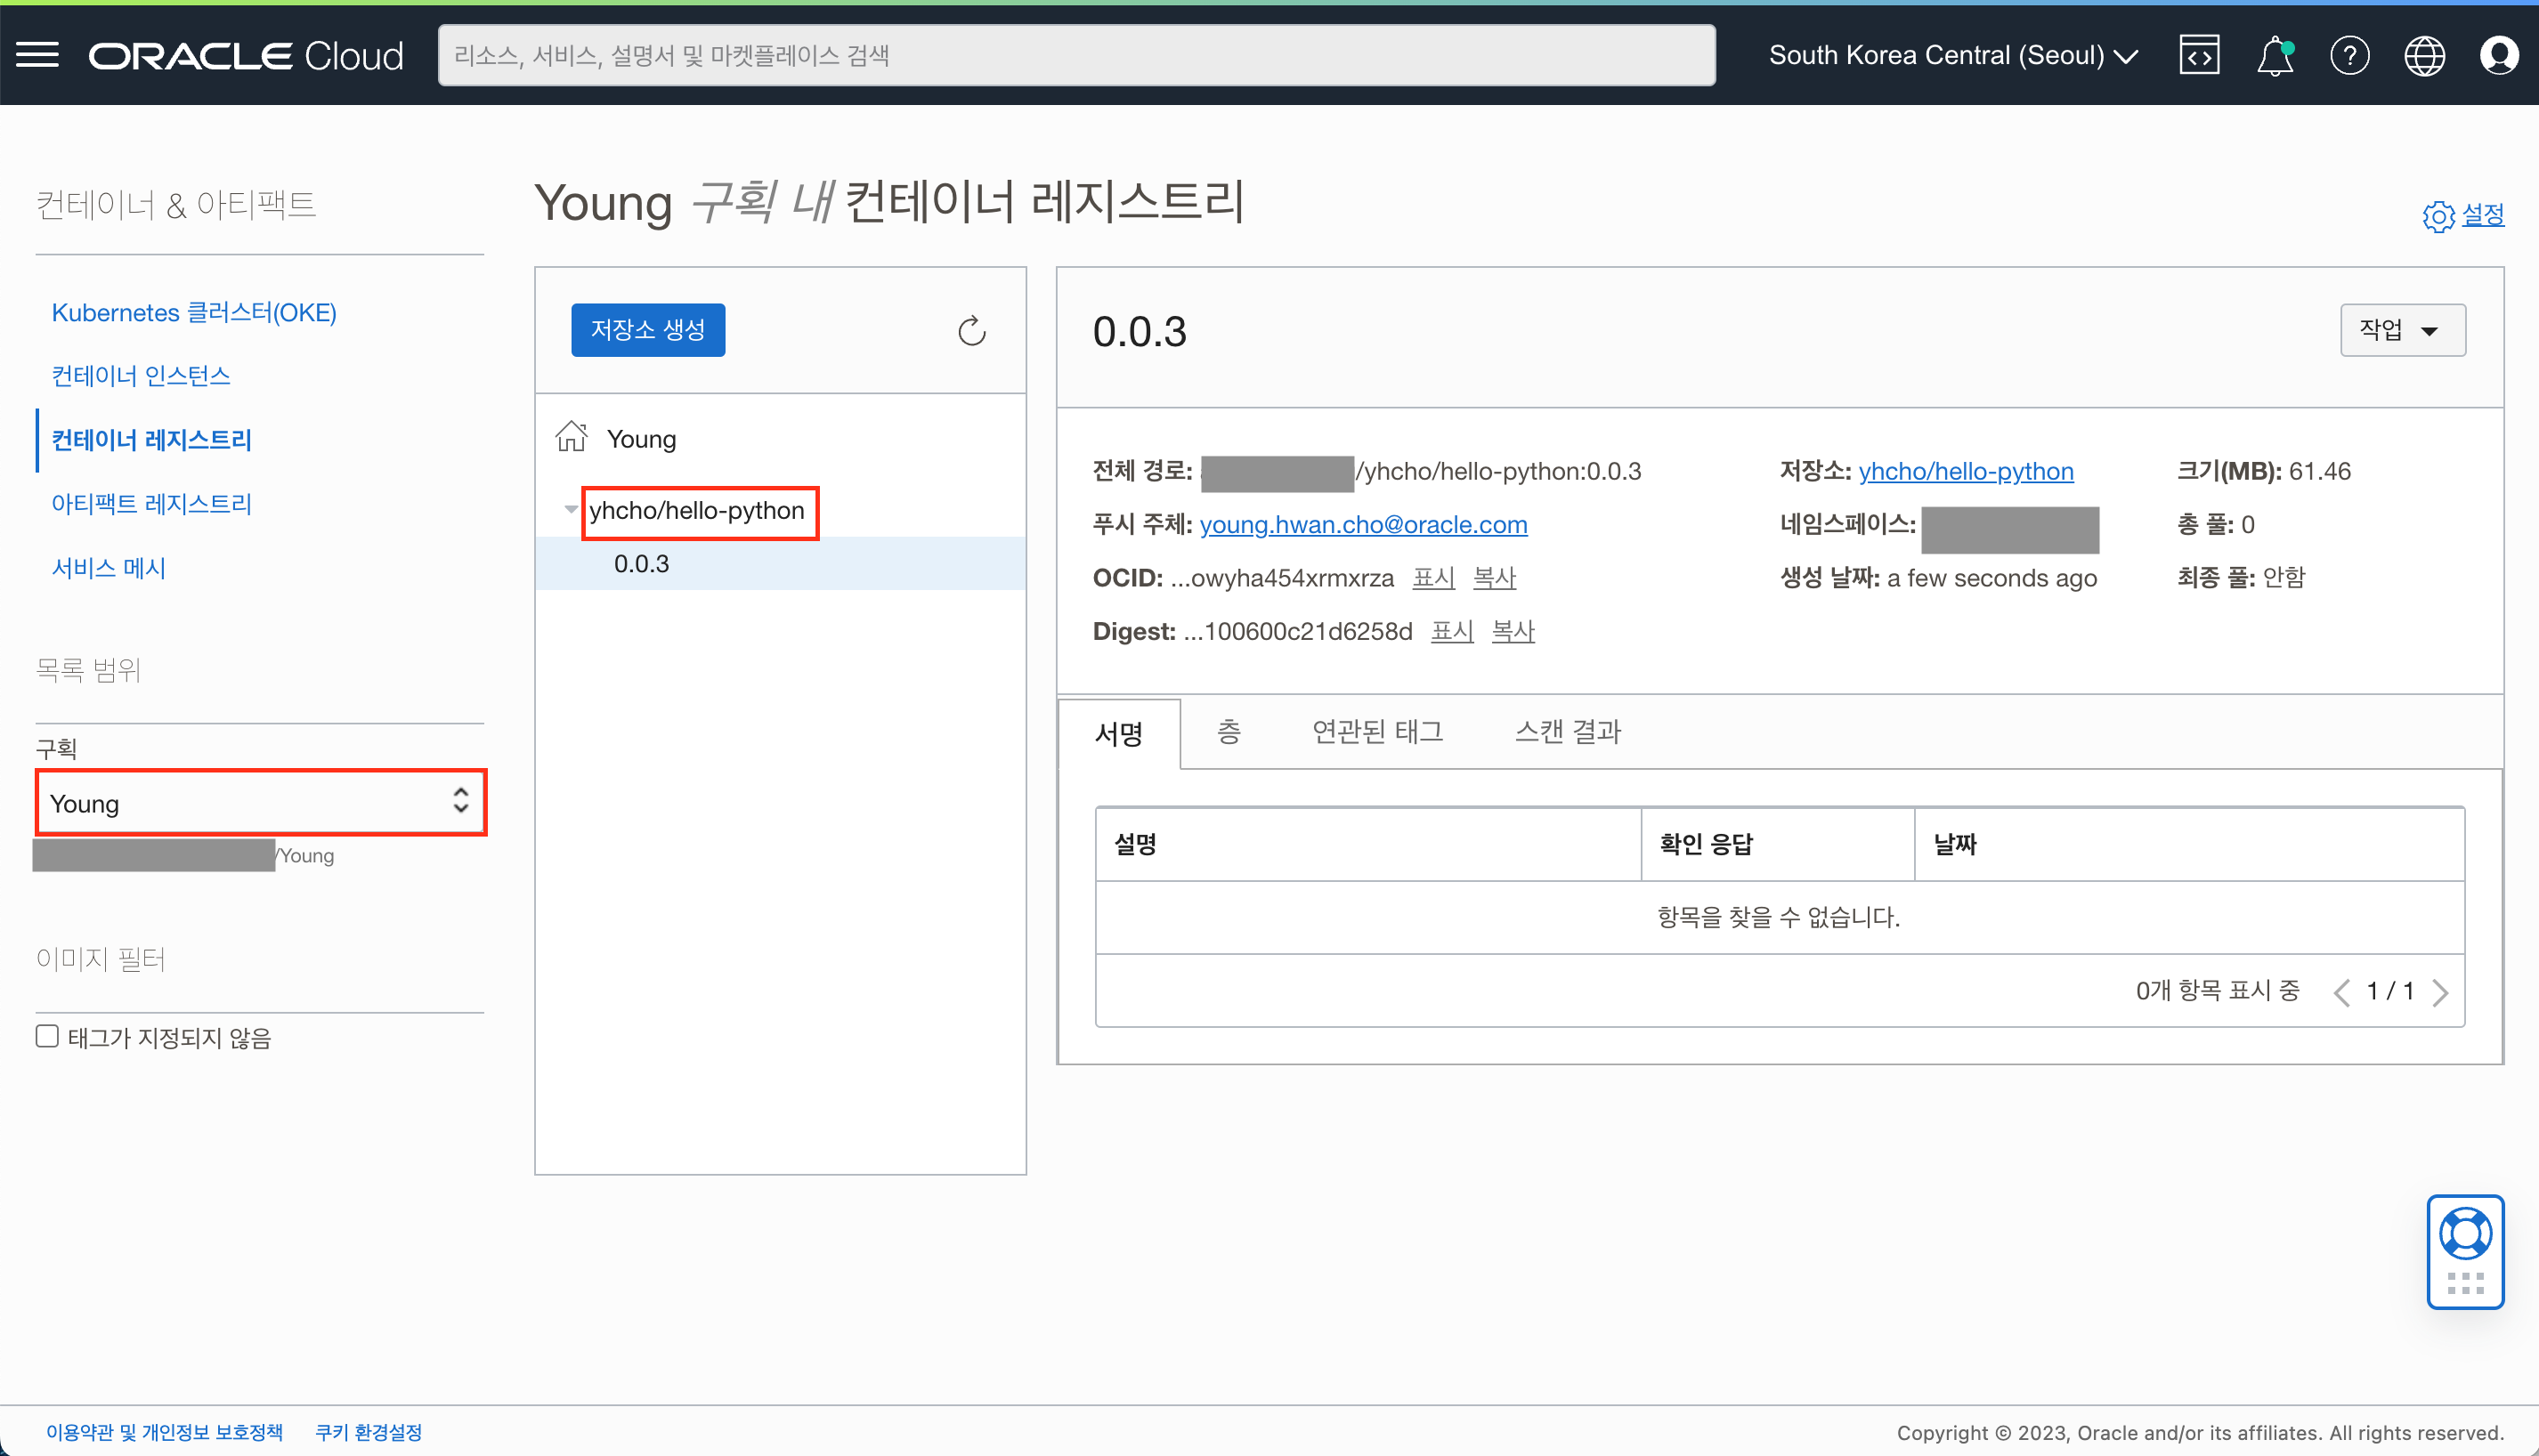 ORACLE Cloud
리소스, 서비스, 설명서 및 마켓플레이스 검색
South Korea Central (Seoul)
컨테이너 & 아티팩트
Kubernetes 클러스터(OKE)
컨테이너 인스턴스
컨테이너 레지스트리
아티팩트 레지스트리
서비스 메시
목록 범위
구획
Young
/Young
이미지 필터
태그가 지정되지 않음
Young 구획 내 컨테이너 레지스트리
설정
저장소 생성
Young
yhcho/hello-python
0.0.3
0.0.3
작업
전체 경로: /yhcho/hello-python:0.0.3
푸시 주체: young.hwan.cho@oracle.com
OCID: ...owyha454xrmxrza 표시 복사
Digest: ...100600c21d6258d 표시 복사
저장소: yhcho/hello-python
네임스페이스:
생성 날짜: a few seconds ago
크기(MB): 61.46
총 풀: 0
최종 풀: 안함
서명 층 연관된 태그 스캔 결과
설명 확인 응답 날짜
항목을 찾을 수 없습니다.
0개 항목 표시 중 1 / 1
이용약관 및 개인정보 보호정책 쿠키 환경설정
Copyright © 2023, Oracle and/or its affiliates. All rights reserved.